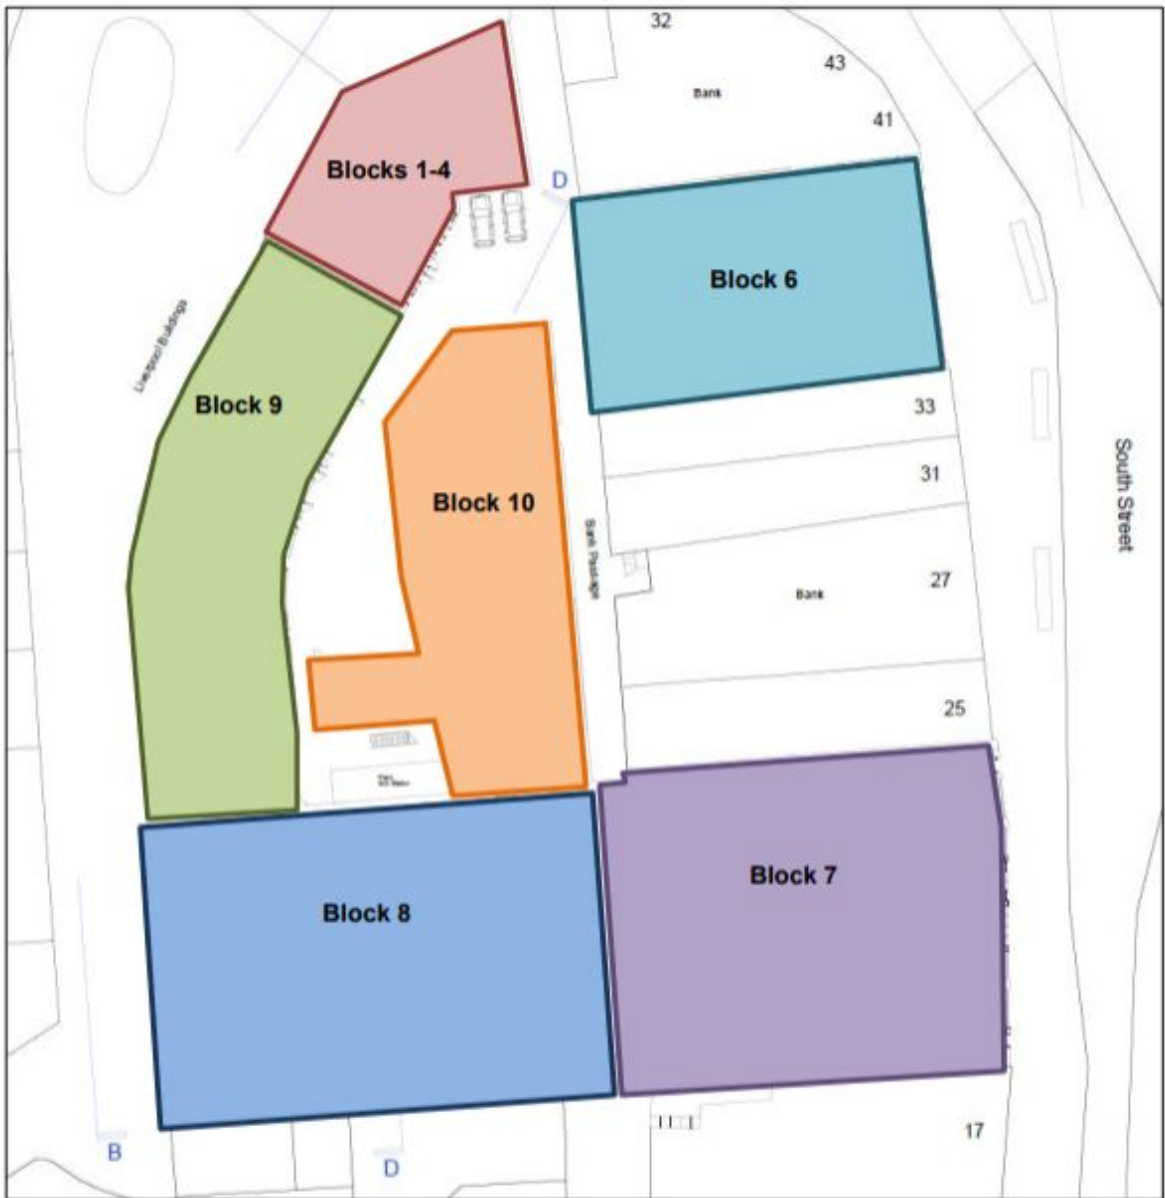 32
43
Bank
41
Blocks 1-4
D
Block 6
Liverpool Buildings
Block 9
33
31
South Street
Block 10
Bank Passage
Bank
27
25
Block 7
Block 8
17
B
D